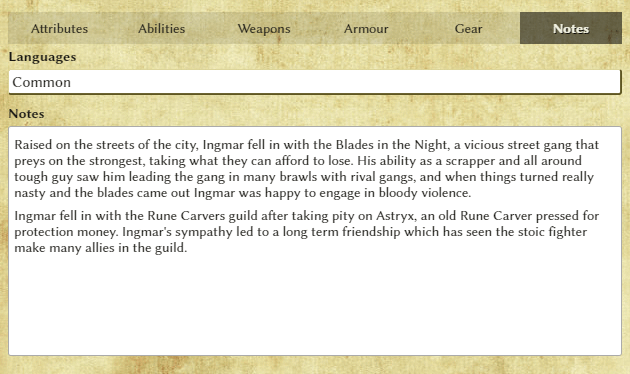 Attributes Abilities Weapons Armour Gear Notes
Languages
Common
Notes
Raised on the streets of the city, Ingmar fell in with the Blades in the Night, a vicious street gang that
preys on the strongest, taking what they can afford to lose. His ability as a scrapper and all around
tough guy saw him leading the gang in many brawls with rival gangs, and when things turned really
nasty and the blades came out Ingmar was happy to engage in bloody violence.
Ingmar fell in with the Rune Carvers guild after taking pity on Astryx, an old Rune Carver pressed for
protection money. Ingmar's sympathy led to a long term friendship which has seen the stoic fighter
make many allies in the guild.